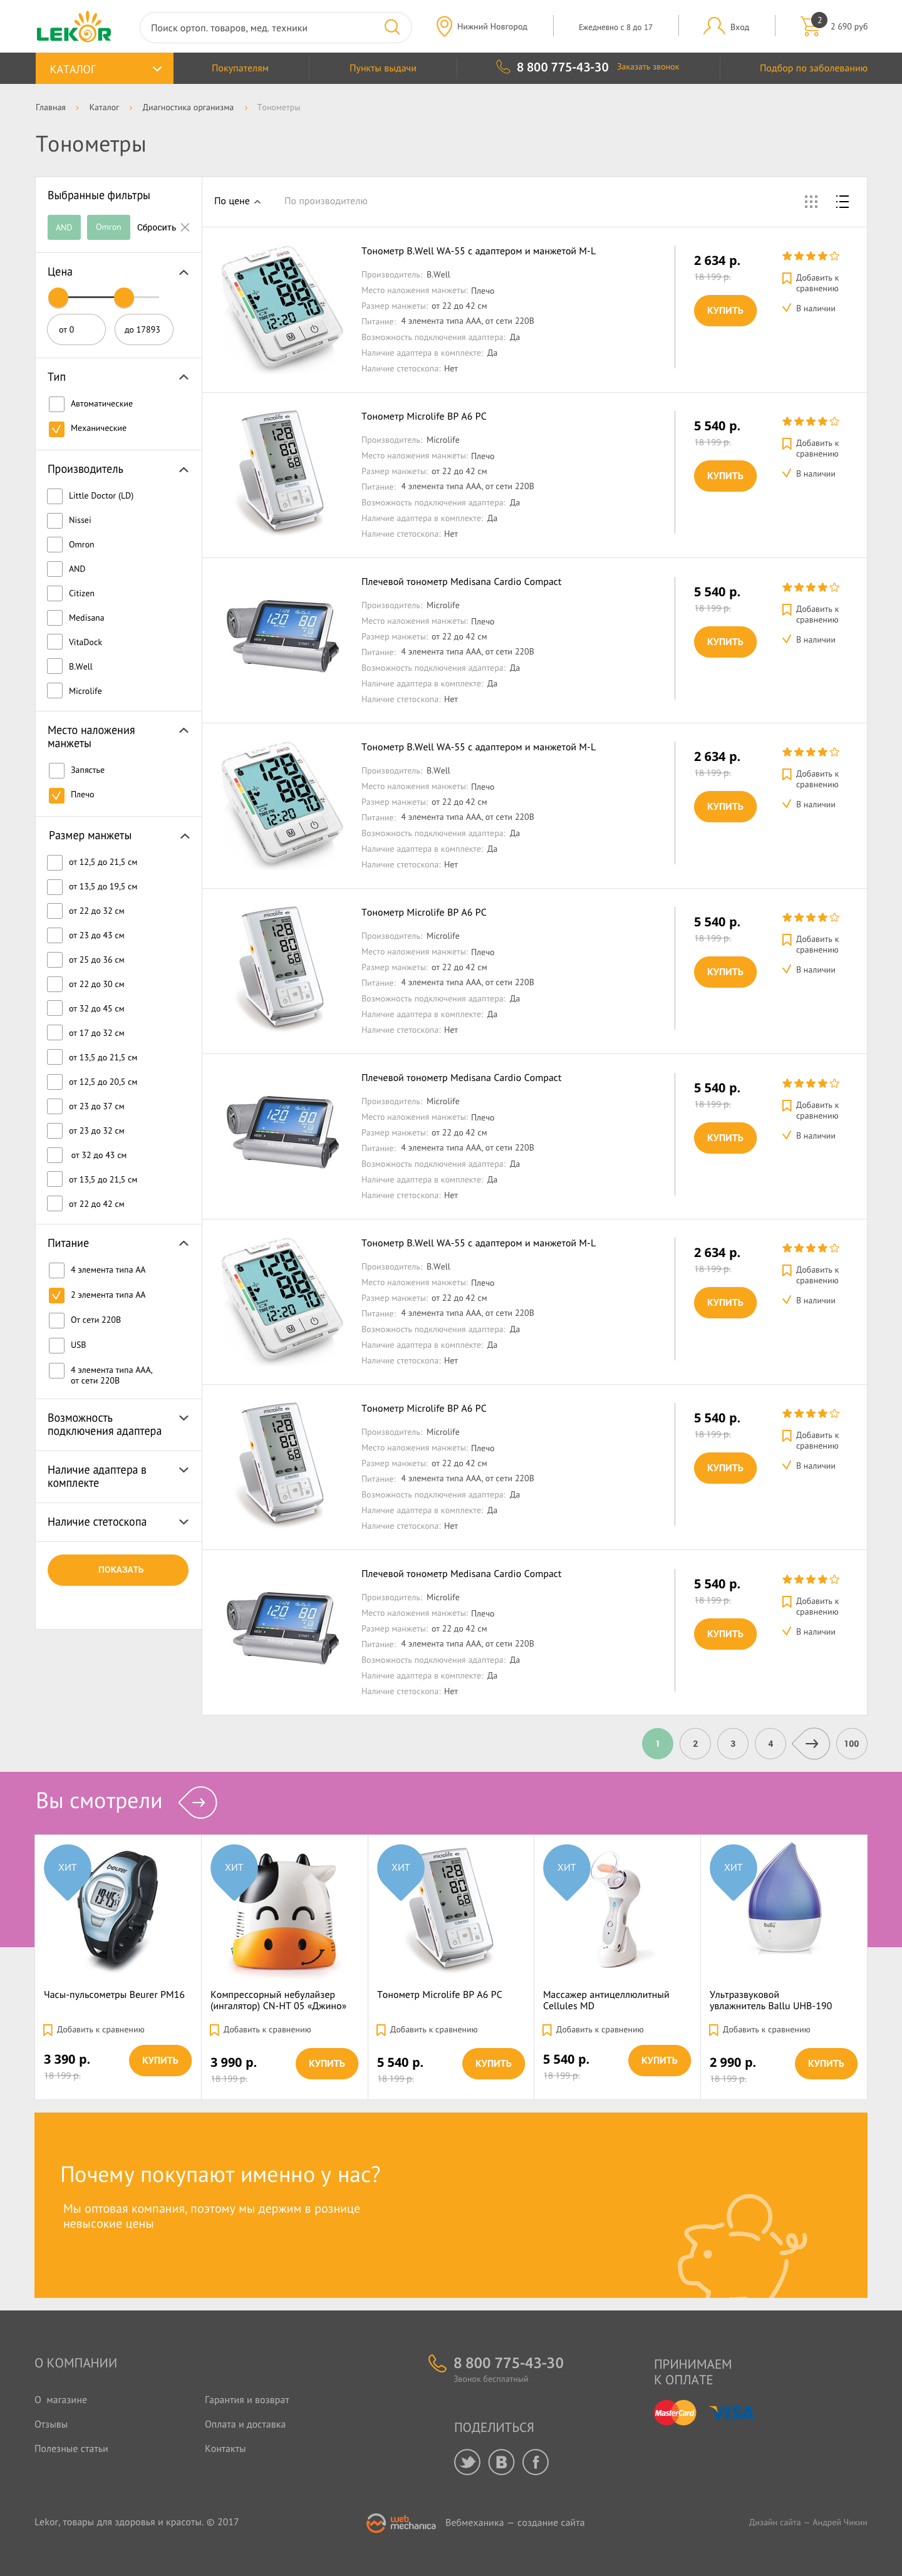 LEKOR
Поиск ортоп. товаров, мед. техники
Нижний Новгород
Ежедневно с 8 до 17
Вход
2
2 690 руб
КАТАЛОГ
Покупателям
Пункты выдачи
8 800 775-43-30
Заказать звонок
Подбор по заболеванию
Главная
Каталог
Диагностика организма
Тонометры
Тонометры
Выбранные фильтры
AND
Omron
Сбросить
Цена
от 0
до 17893
Тип
Автоматические
Механические
Производитель
Little Doctor (LD)
Nissei
Omron
AND
Citizen
Medisana
VitaDock
B.Well
Microlife
Место наложения
манжеты
Запястье
Плечо
Размер манжеты
от 12,5 до 21,5 см
от 13,5 до 19,5 см
от 22 до 32 см
от 23 до 43 см
от 25 до 36 см
от 22 до 30 см
от 32 до 45 см
от 17 до 32 см
от 13,5 до 21,5 см
от 12,5 до 20,5 см
от 23 до 37 см
от 23 до 32 см
от 32 до 43 см
от 13,5 до 21,5 см
от 22 до 42 см
Питание
4 элемента типа АА
2 элемента типа АА
От сети 220В
USB
4 элемента типа ААА,
от сети 220В
Возможность
подключения адаптера
Наличие адаптера в
комплекте
Наличие стетоскопа
ПОКАЗАТЬ
По цене
По производителю
Тонометр B.Well WA-55 с адаптером и манжетой M-L
Производитель: B.Well
Место наложения манжеты: Плечо
Размер манжеты: от 22 до 42 см
Питание: 4 элемента типа ААА, от сети 220В
Возможность подключения адаптера: Да
Наличие адаптера в комплекте: Да
Наличие стетоскопа: Нет
2 634 р.
18 199 р.
КУПИТЬ
Добавить к
сравнению
В наличии
Тонометр Microlife BP A6 PC
Производитель: Microlife
Место наложения манжеты: Плечо
Размер манжеты: от 22 до 42 см
Питание: 4 элемента типа ААА, от сети 220В
Возможность подключения адаптера: Да
Наличие адаптера в комплекте: Да
Наличие стетоскопа: Нет
5 540 р.
18 199 р.
КУПИТЬ
Добавить к
сравнению
В наличии
Плечевой тонометр Medisana Cardio Compact
Производитель: Microlife
Место наложения манжеты: Плечо
Размер манжеты: от 22 до 42 см
Питание: 4 элемента типа ААА, от сети 220В
Возможность подключения адаптера: Да
Наличие адаптера в комплекте: Да
Наличие стетоскопа: Нет
5 540 р.
18 199 р.
КУПИТЬ
Добавить к
сравнению
В наличии
Тонометр B.Well WA-55 с адаптером и манжетой M-L
Производитель: B.Well
Место наложения манжеты: Плечо
Размер манжеты: от 22 до 42 см
Питание: 4 элемента типа ААА, от сети 220В
Возможность подключения адаптера: Да
Наличие адаптера в комплекте: Да
Наличие стетоскопа: Нет
2 634 р.
18 199 р.
КУПИТЬ
Добавить к
сравнению
В наличии
Тонометр Microlife BP A6 PC
Производитель: Microlife
Место наложения манжеты: Плечо
Размер манжеты: от 22 до 42 см
Питание: 4 элемента типа ААА, от сети 220В
Возможность подключения адаптера: Да
Наличие адаптера в комплекте: Да
Наличие стетоскопа: Нет
5 540 р.
18 199 р.
КУПИТЬ
Добавить к
сравнению
В наличии
Плечевой тонометр Medisana Cardio Compact
Производитель: Microlife
Место наложения манжеты: Плечо
Размер манжеты: от 22 до 42 см
Питание: 4 элемента типа ААА, от сети 220В
Возможность подключения адаптера: Да
Наличие адаптера в комплекте: Да
Наличие стетоскопа: Нет
5 540 р.
18 199 р.
КУПИТЬ
Добавить к
сравнению
В наличии
Тонометр B.Well WA-55 с адаптером и манжетой M-L
Производитель: B.Well
Место наложения манжеты: Плечо
Размер манжеты: от 22 до 42 см
Питание: 4 элемента типа ААА, от сети 220В
Возможность подключения адаптера: Да
Наличие адаптера в комплекте: Да
Наличие стетоскопа: Нет
2 634 р.
18 199 р.
КУПИТЬ
Добавить к
сравнению
В наличии
Тонометр Microlife BP A6 PC
Производитель: Microlife
Место наложения манжеты: Плечо
Размер манжеты: от 22 до 42 см
Питание: 4 элемента типа ААА, от сети 220В
Возможность подключения адаптера: Да
Наличие адаптера в комплекте: Да
Наличие стетоскопа: Нет
5 540 р.
18 199 р.
КУПИТЬ
Добавить к
сравнению
В наличии
Плечевой тонометр Medisana Cardio Compact
Производитель: Microlife
Место наложения манжеты: Плечо
Размер манжеты: от 22 до 42 см
Питание: 4 элемента типа ААА, от сети 220В
Возможность подключения адаптера: Да
Наличие адаптера в комплекте: Да
Наличие стетоскопа: Нет
5 540 р.
18 199 р.
КУПИТЬ
Добавить к
сравнению
В наличии
1
2
3
4
100
Вы смотрели
ХИТ
Часы-пульсометры Beurer PM16
Добавить к сравнению
3 390 р.
18 199 р.
КУПИТЬ
ХИТ
Компрессорный небулайзер
(ингалятор) CN-HT 05 «Джино»
Добавить к сравнению
3 990 р.
18 199 р.
КУПИТЬ
ХИТ
Тонометр Microlife BP A6 PC
Добавить к сравнению
5 540 р.
18 199 р.
КУПИТЬ
ХИТ
Массажер антицеллюлитный
Cellules MD
Добавить к сравнению
5 540 р.
18 199 р.
КУПИТЬ
ХИТ
Ультразвуковой
увлажнитель Ballu UHB-190
Добавить к сравнению
2 990 р.
18 199 р.
КУПИТЬ
Почему покупают именно у нас?
Мы оптовая компания, поэтому мы держим в рознице
невысокие цены
О КОМПАНИИ
О магазине
Отзывы
Полезные статьи
Гарантия и возврат
Оплата и доставка
Контакты
8 800 775-43-30
Звонок бесплатный
ПОДЕЛИТЬСЯ
ПРИНИМАЕМ
К ОПЛАТЕ
MasterCard
VISA
Lekor, товары для здоровья и красоты. © 2017
web
mechanica
Вебмеханика — создание сайта
Дизайн сайта — Андрей Чикин